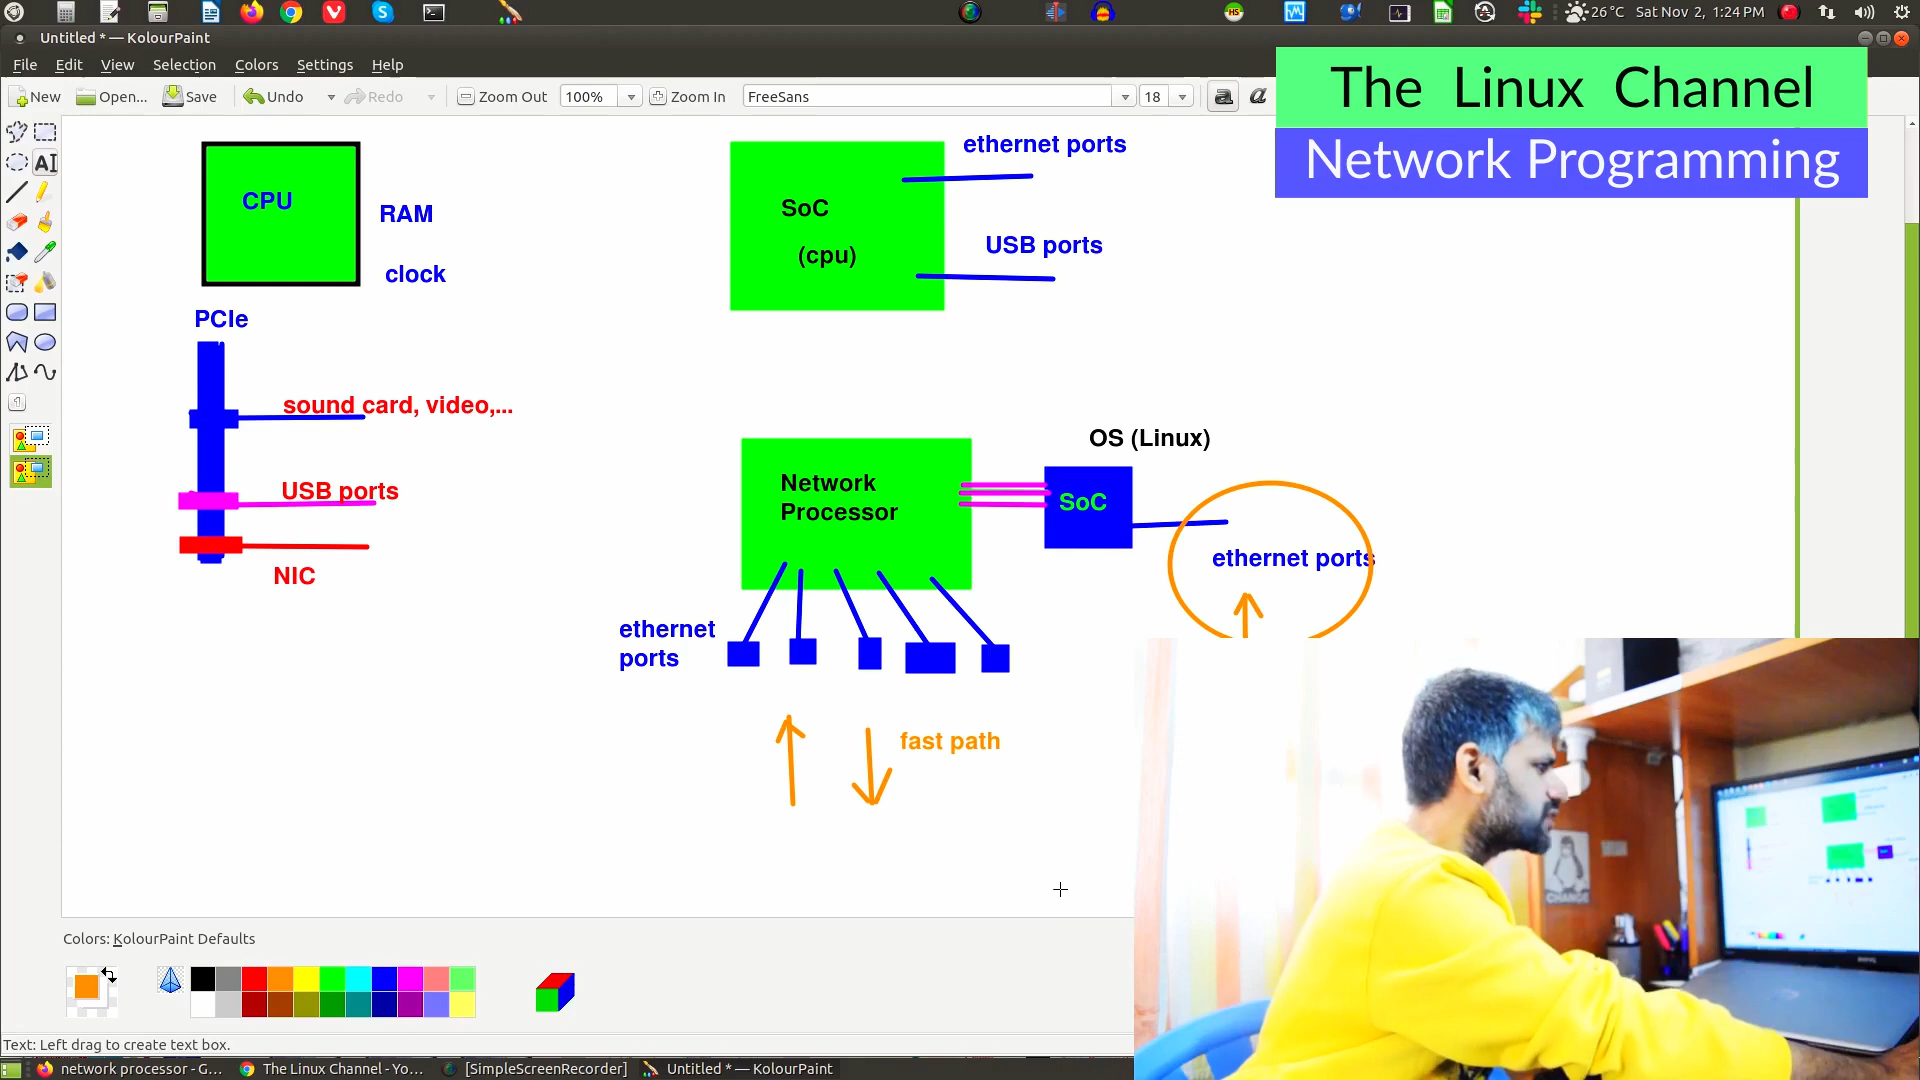 26°C Sat Nov 2, 1:24 PM
Untitled * — KolourPaint
File Edit View Selection Colors Settings Help
New Open... Save Undo Redo Zoom Out 100% Zoom In FreeSans 18 a a
The Linux Channel
Network Programming
CPU
RAM
clock
PCIe
sound card, video,...
USB ports
NIC
SoC
(cpu)
ethernet ports
USB ports
Network
Processor
OS (Linux)
SoC
ethernet ports
ethernet
ports
fast path
CHANGE
Colors: KolourPaint Defaults
Text: Left drag to create text box.
network processor - G... The Linux Channel - Yo... [SimpleScreenRecorder] Untitled * — KolourPaint